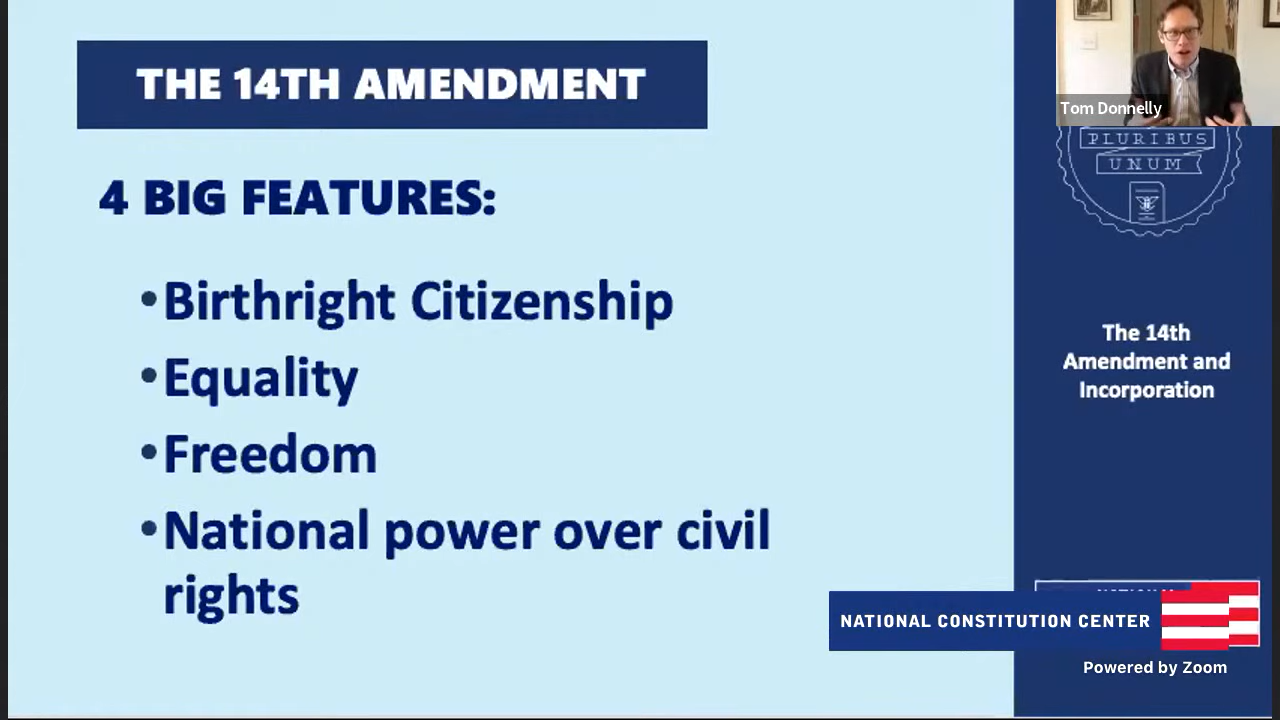 THE 14TH AMENDMENT
4 BIG FEATURES:
•Birthright Citizenship
•Equality
•Freedom
•National power over civil
rights
Tom Donnelly
PLURIBUS
UNUM
The 14th
Amendment and
Incorporation
NATIONAL CONSTITUTION CENTER
Powered by Zoom